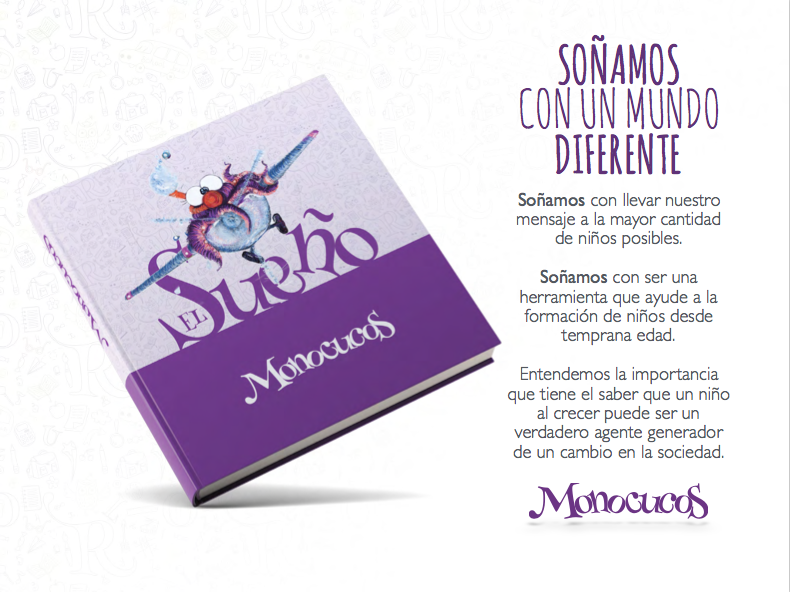 EL
Sueño
Monocucos
Monocucos
SOÑAMOS
CON UN MUNDO
DIFERENTE
Soñamos con llevar nuestro
mensaje a la mayor cantidad
de niños posibles.
Soñamos con ser una
herramienta que ayude a la
formación de niños desde
temprana edad.
Entendemos la importancia
que tiene el saber que un niño
al crecer puede ser un
verdadero agente generador
de un cambio en la sociedad.
Monocucos